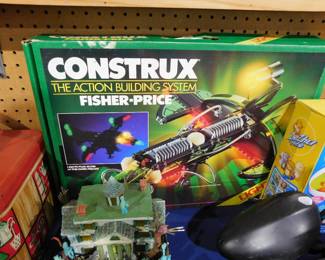 CONSTRUX
THE ACTION BUILDING SYSTEM
FISHER-PRICE